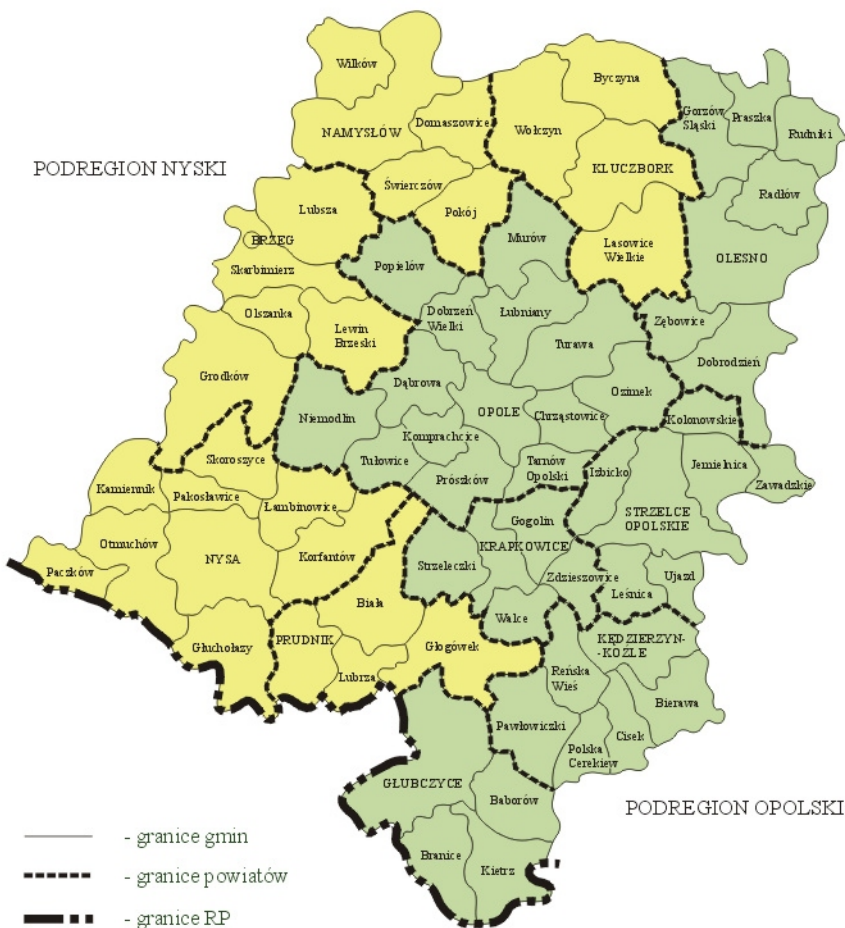 Wilków
Byczyna
Domaszowice
Gorzów
Śląski
Praszka
Rudniki
NAMYSŁÓW
Wołczyn
PODREGION NYSKI
KLUCZBORK
Świerczów
Radłów
Lubsza
Pokój
BRZEG
Murów
Lasowice
Wielkie
OLESNO
Skarbimierz
Popielów
Olszanka
Dobrzeń
Wielki
Lubniany
Zębowice
Lewin
Brzeski
Turawa
Dobrodzień
Grodków
Dąbrowa
Ozimek
Niemodlin
OPOLE
Chrząstowice
Kolonowskie
Komprachcice
Skoroszyce
Tułowice
Tarnów
Opolski
Izbicko
Jemielnica
Kamiennik
Pakosławice
Prószków
Zawadzkie
Łambinowice
Gogolin
STRZELCE
OPOLSKIE
Otmuchów
NYSA
Korfantów
KRAPKOWICE
Paczków
Strzeleczki
Zdzieszowice
Ujazd
Leśnica
Biała
Walce
Głuchołazy
PRUDNIK
Głogówek
KĘDZIERZYN-
-KOŹLE
Lubrza
Reńska
Wieś
Bierawa
Pawłowiczki
Cisek
Polska
Cerekiew
GŁUBCZYCE
Baborów
PODREGION OPOLSKI
- granice gmin
Branice
Kietrz
- granice powiatów
- granice RP